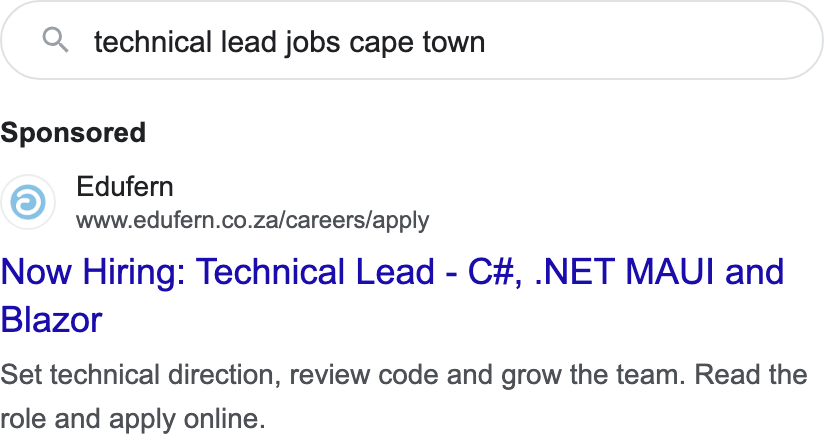 technical lead jobs cape town
Sponsored
Edufern
www.edufern.co.za/careers/apply
Now Hiring: Technical Lead - C#, .NET MAUI and
Blazor
Set technical direction, review code and grow the team. Read the
role and apply online.